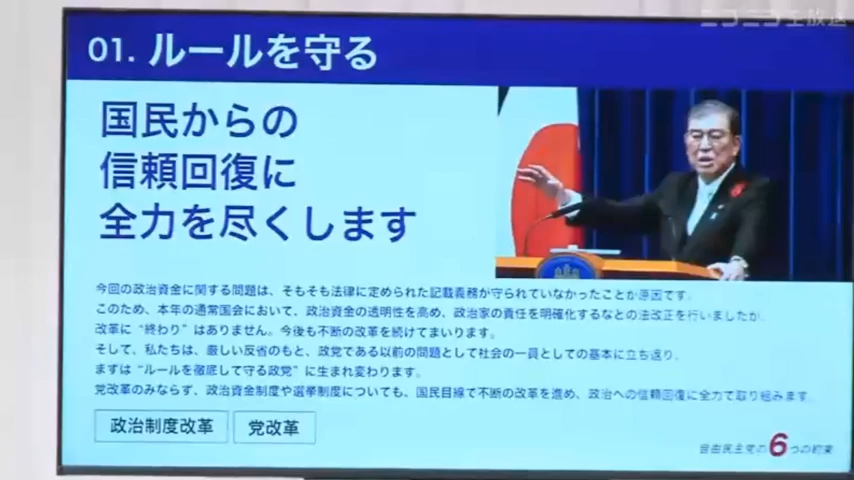 ニコニコ生放送
01. ルールを守る
国民からの
信頼回復に
全力を尽くします
今回の政治資金に関する問題は、そもそも法律に定められた記載義務が守られていなかったことが原因です。
このため、本年の通常国会において、政治資金の透明性を高め、政治家の責任を明確化するなどの法改正を行いましたが、
改革に“終わり”はありません。今後も不断の改革を続けてまいります。
そして、私たちは、厳しい反省のもと、政党である以前の問題として社会の一員としての基本に立ち返り、
まずは“ルールを徹底して守る政党”に生まれ変わります。
党改革のみならず、政治資金制度や選挙制度についても、国民目線で不断の改革を進め、政治への信頼回復に全力で取り組みます。
政治制度改革 党改革
自由民主党の6つの約束